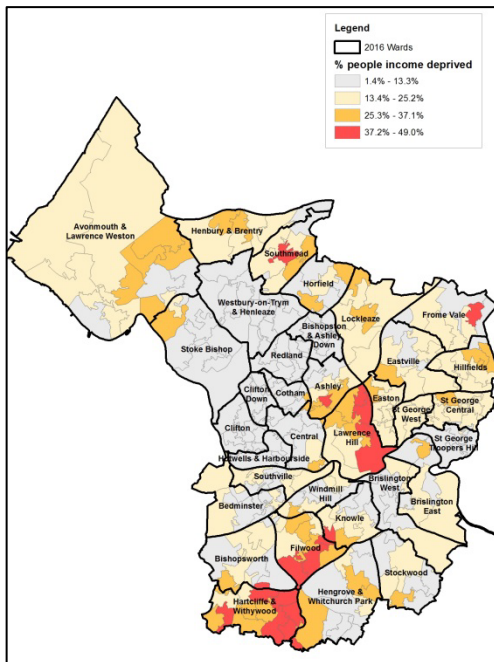 Legend
2016 Wards
% people income deprived
1.4% - 13.3%
13.4% - 25.2%
25.3% - 37.1%
37.2% - 49.0%
Avonmouth &
Lawrence Weston
Henbury & Brentry
Southmead
Horfield
Westbury-on-Trym
& Henleaze
Lockleaze
Frome Vale
Bishopston
& Ashley
Down
Stoke Bishop
Redland
Eastville
Hillfields
Clifton
Down
Cotham
Ashley
Easton
St George
Central
St George
West
Clifton
Central
Lawrence
Hill
St George
Troopers Hill
Hotwells & Harbourside
Southville
Brislington
West
Windmill
Hill
Bedminster
Knowle
Brislington
East
Filwood
Bishopsworth
Stockwood
Hengrove &
Whitchurch Park
Hartcliffe &
Withywood